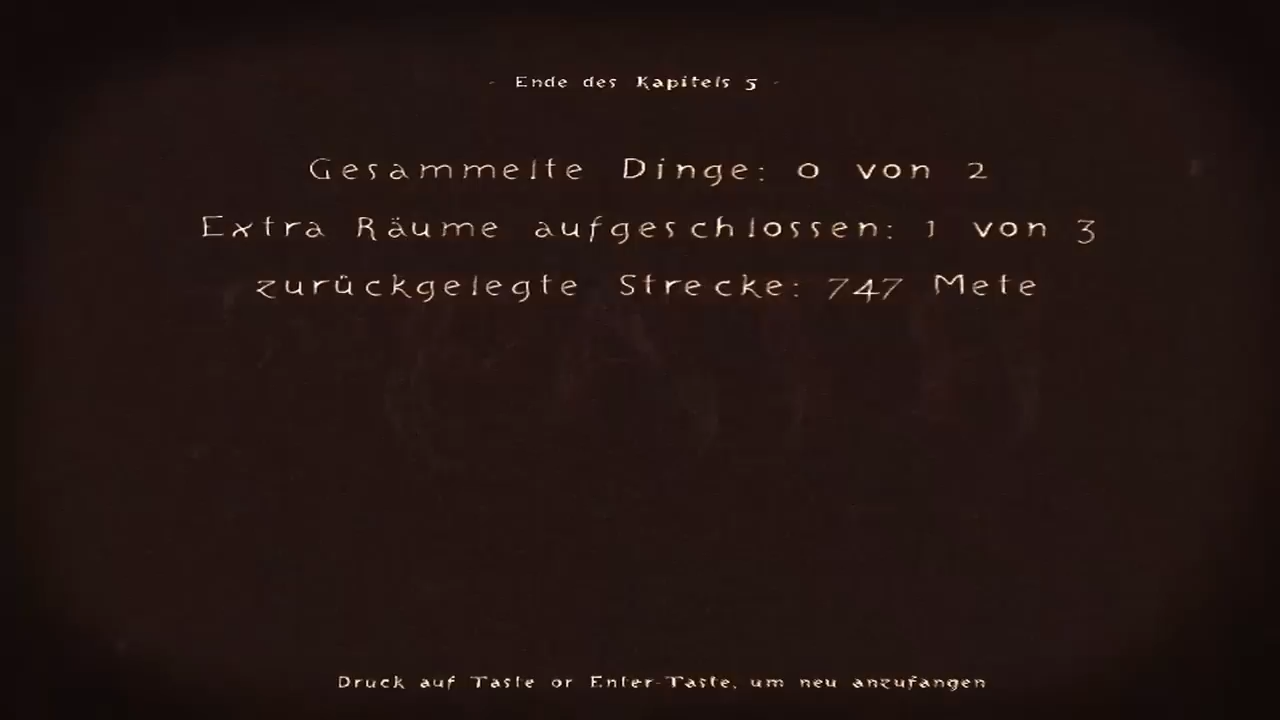 - Ende des Kapitels 5 -
Gesammelte Dinge: 0 von 2
Extra Räume aufgeschlossen: 1 von 3
zurückgelegte Strecke: 747 Mete
Druck auf Taste or Enter-Taste, um neu anzufangen